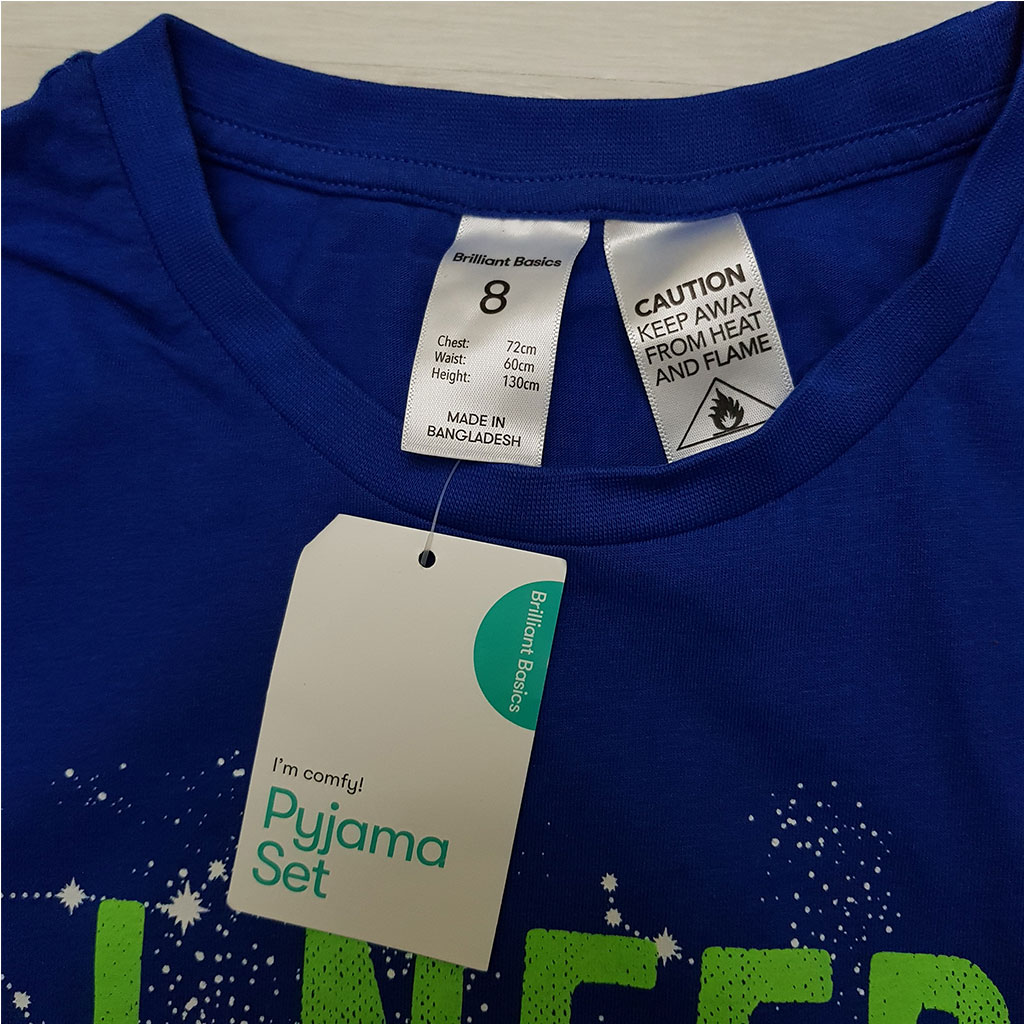 Brilliant Basics
8
Chest: 72cm
Waist: 60cm
Height: 130cm
MADE IN
BANGLADESH
CAUTION
KEEP AWAY
FROM HEAT
AND FLAME
Brilliant Basics
I'm comfy!
Pyjama
Set
I NEE